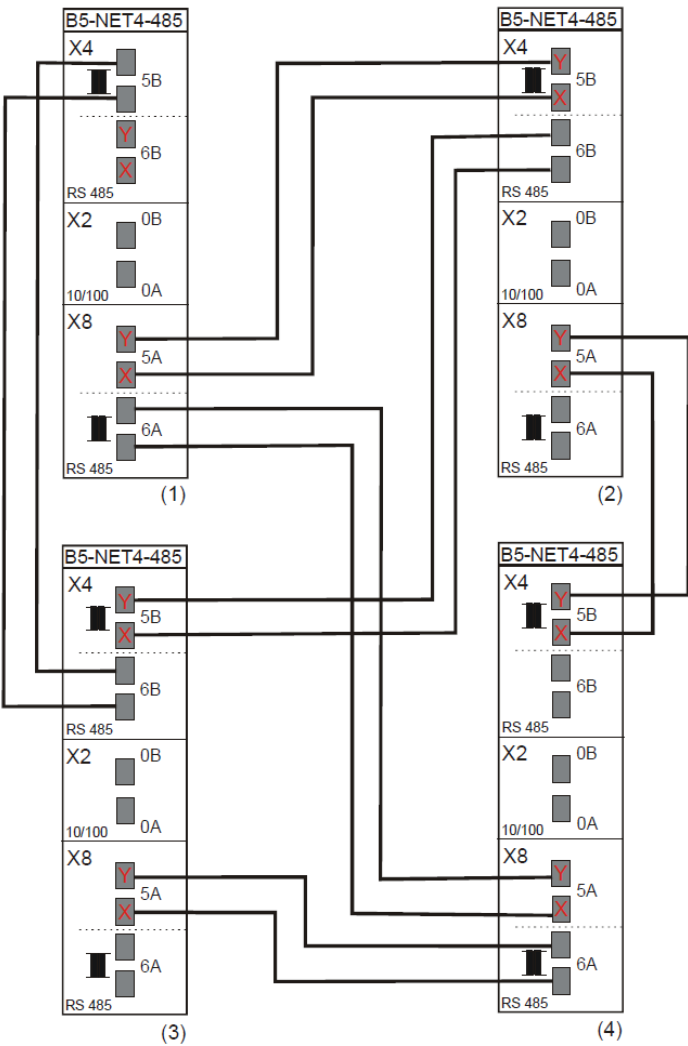 B5-NET4-485
X4
5B
Y
6B
X
RS 485
X2
0B
0A
10/100
X8
Y
5A
X
6A
RS 485
(1)
B5-NET4-485
X4
Y
5B
X
6B
RS 485
X2
0B
0A
10/100
X8
Y
5A
X
6A
RS 485
(2)
B5-NET4-485
X4
Y
5B
X
6B
RS 485
X2
0B
0A
10/100
X8
Y
5A
X
6A
RS 485
(3)
B5-NET4-485
X4
Y
5B
X
6B
RS 485
X2
0B
0A
10/100
X8
Y
5A
X
6A
RS 485
(4)